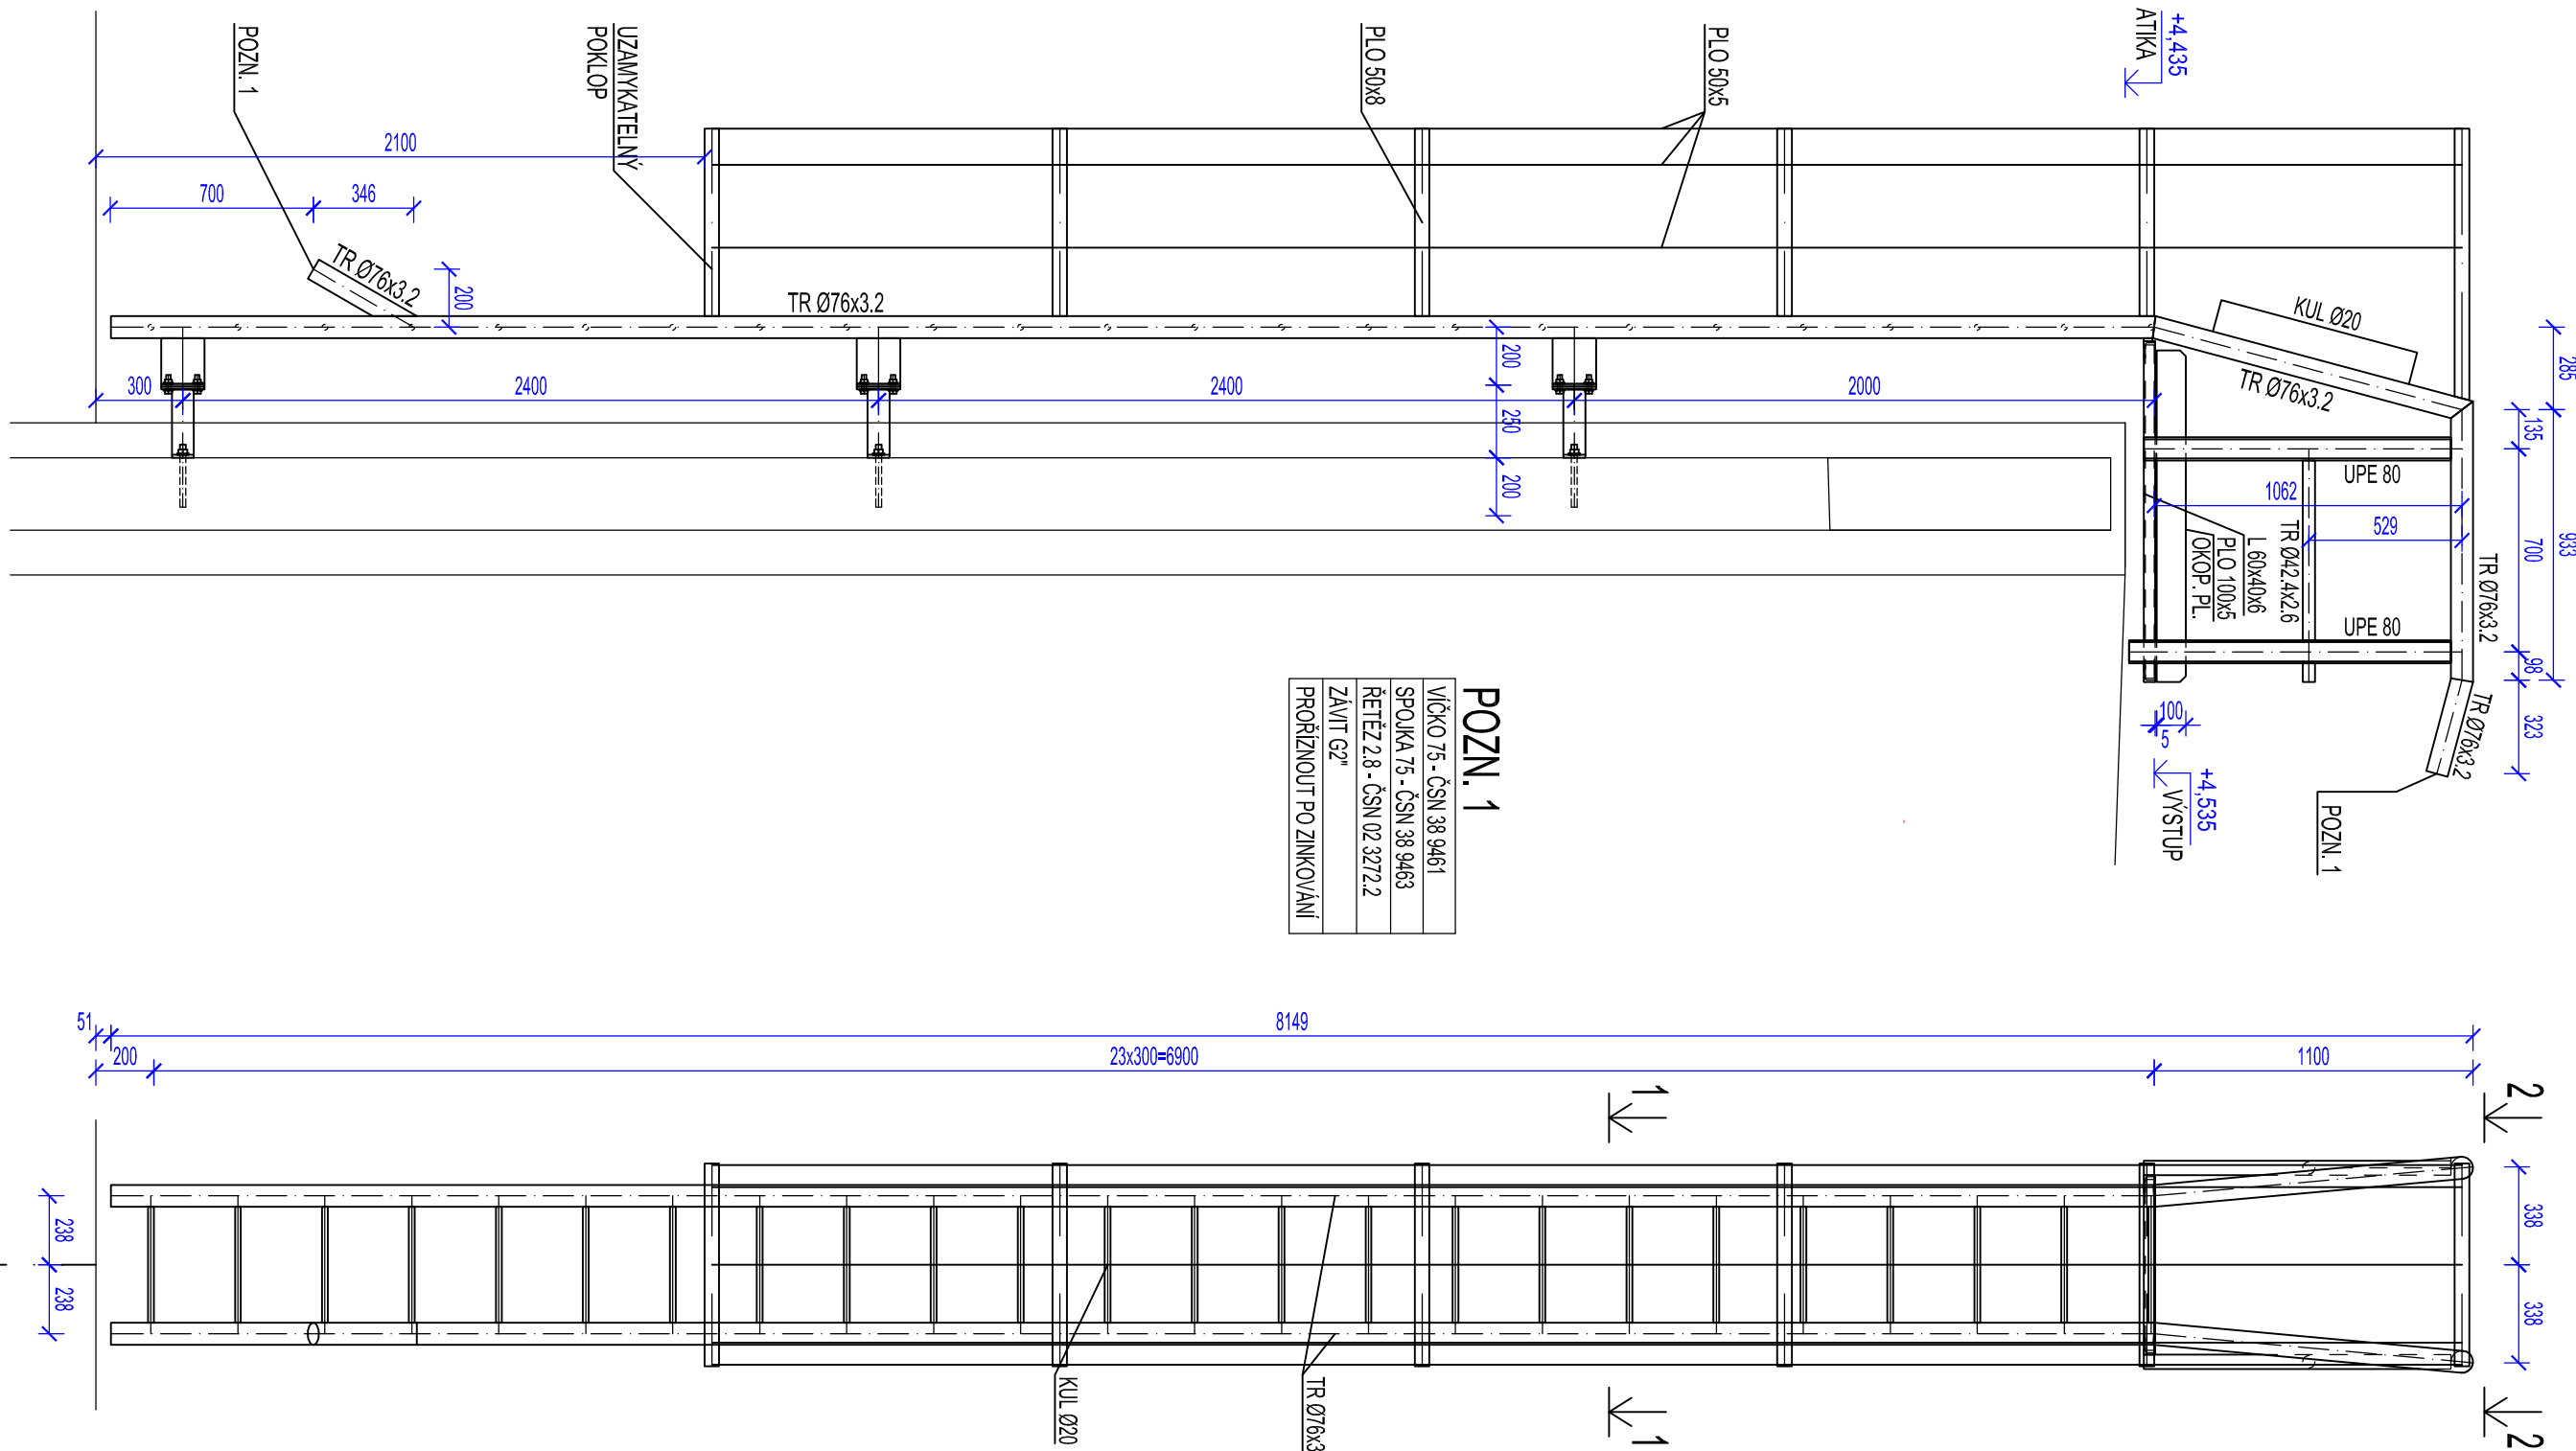 +4,435
ATIKA
PLO 50x5
PLO 50x8
UZAMYKATELNÝ
POKLOP
POZN. 1
2100
700
346
200
TR Ø76x3.2
TR Ø76x3.2
KUL Ø20
TR Ø76x3.2
285
933
135
700
98
323
300
2400
2400
2000
200
250
200
UPE 80
1062
529
TR Ø42.4x2.6
L 60x40x6
PLO 100x5
OKOP. PL.
UPE 80
TR Ø76x3.2
TR Ø76x3.2
100
5
+4,535
VÝSTUP
POZN. 1
POZN. 1
VÍČKO 75 - ČSN 38 9461
SPOJKA 75 - ČSN 38 9463
ŘETĚZ 2.8 - ČSN 02 3272.2
ZÁVIT G2"
PROŘÍZNOUT PO ZINKOVÁNÍ
51
8149
200
23x300=6900
1100
1
2
238
238
338
338
KUL Ø20
TR Ø76x3
1
2